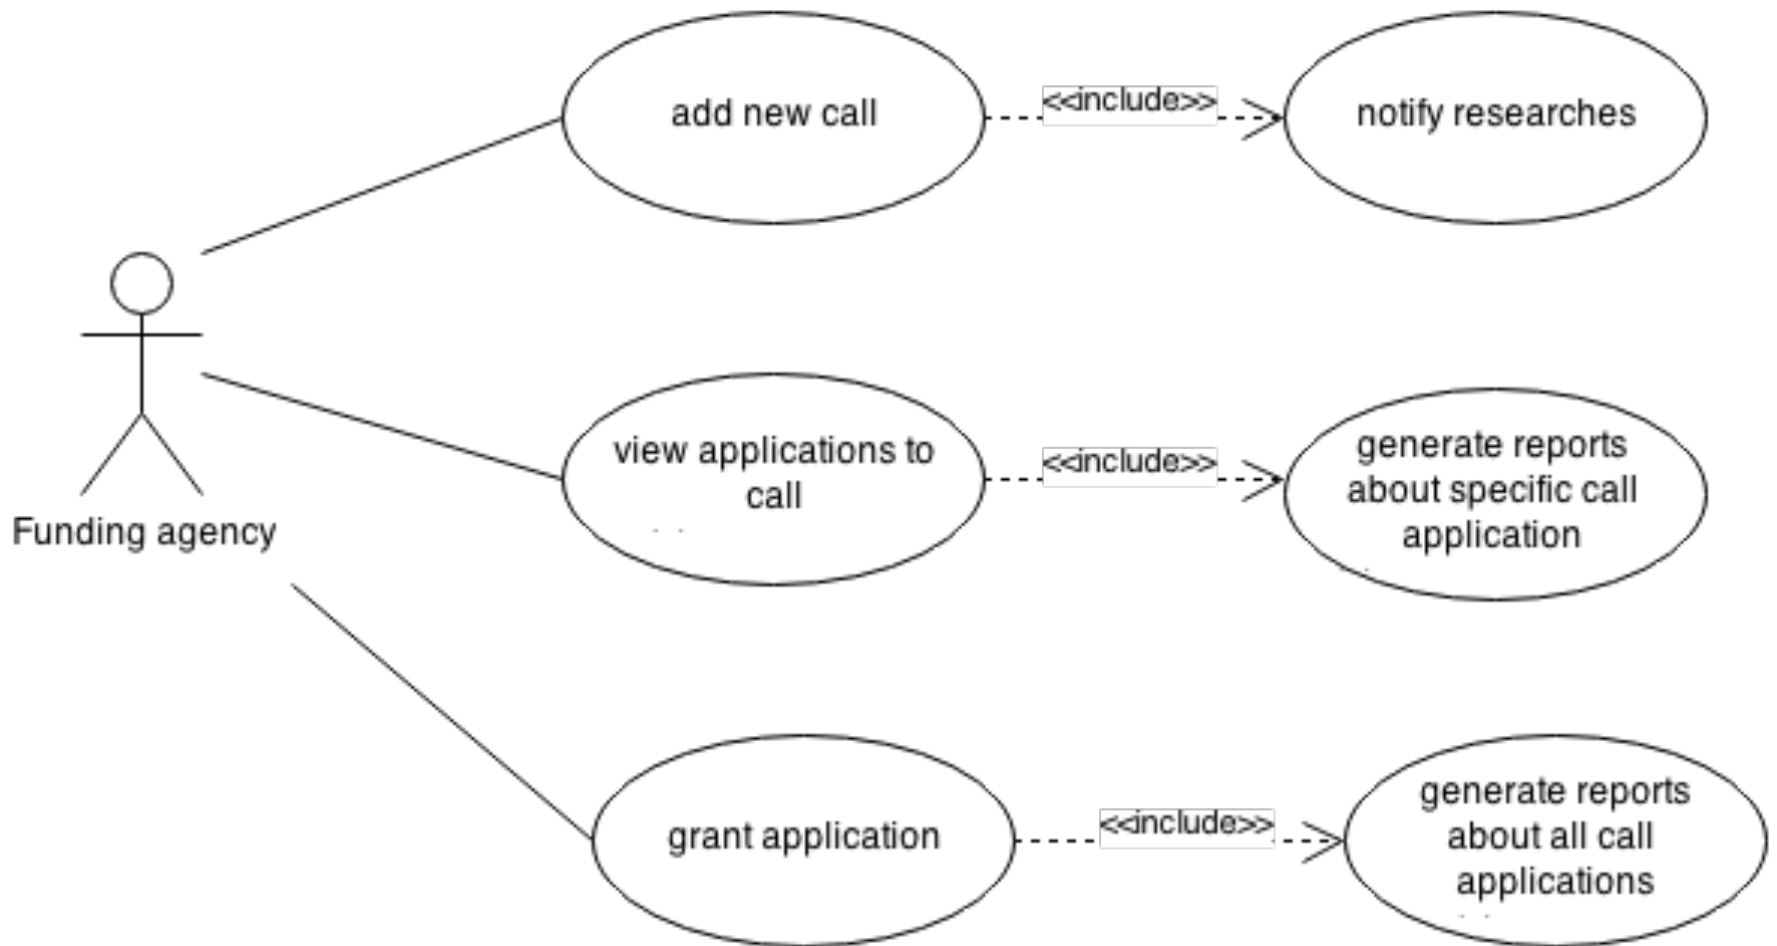 add new call
<<include>>
notify researches
Funding agency
view applications to
call
<<include>>
generate reports
about specific call
application
grant application
<<include>>
generate reports
about all call
applications